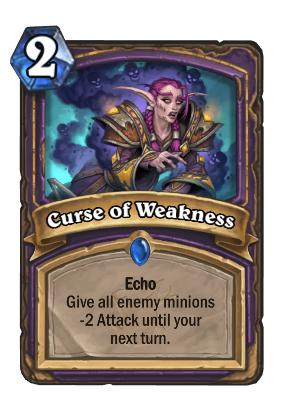 2
Curse of Weakness
Echo
Give all enemy minions
-2 Attack until your
next turn.